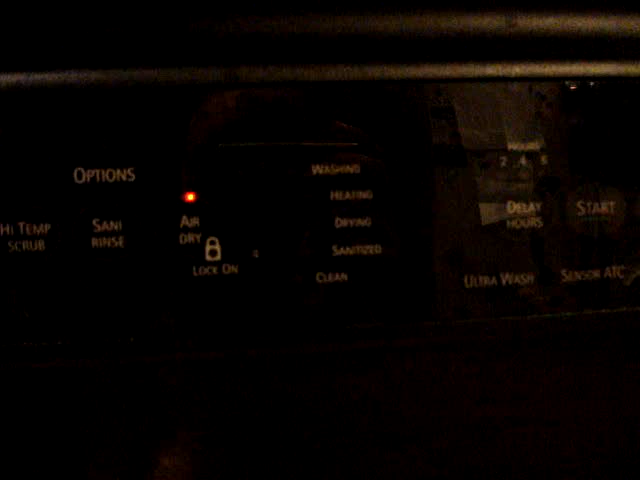 OPTIONS
HI TEMP
SCRUB
SANI
RINSE
AIR
DRY
LOCK ON
WASHING
HEATING
DRYING
SANITIZED
CLEAN
2 4 6
DELAY
HOURS
START
ULTRA WASH
SENSOR ATC